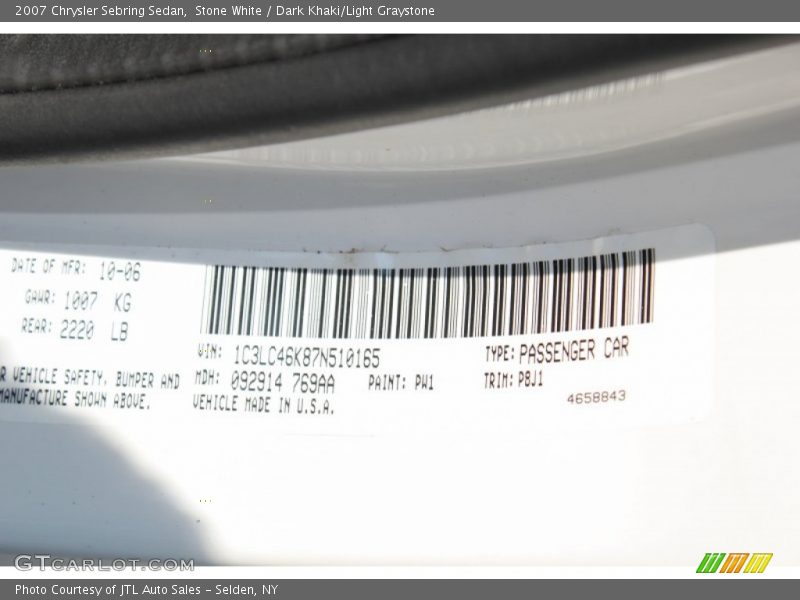 2007 Chrysler Sebring Sedan,  Stone White / Dark Khaki/Light Graystone
DATE OF MFR: 10-06
GAWR: 1007 KG
REAR: 2220 LB
R VEHICLE SAFETY, BUMPER AND
MANUFACTURE SHOWN ABOVE.
VIN: 1C3LC46K87N510165
TYPE: PASSENGER CAR
MDH: 092914 769AA
PAINT: PW1
TRIM: P8J1
VEHICLE MADE IN U.S.A.
4658843
GTCARLOT.COM
Photo Courtesy of JTL Auto Sales - Selden, NY